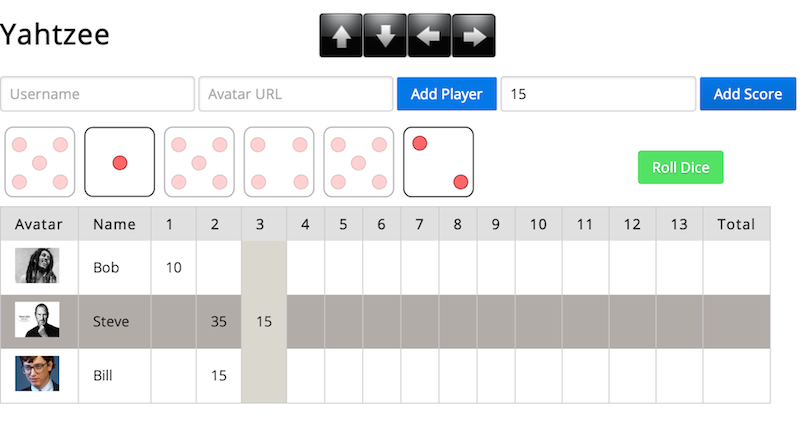 Yahtzee
Username Avatar URL Add Player 15 Add Score
Roll Dice
Avatar Name 1 2 3 4 5 6 7 8 9 10 11 12 13 Total
Bob 10
Steve 35 15
Bill 15